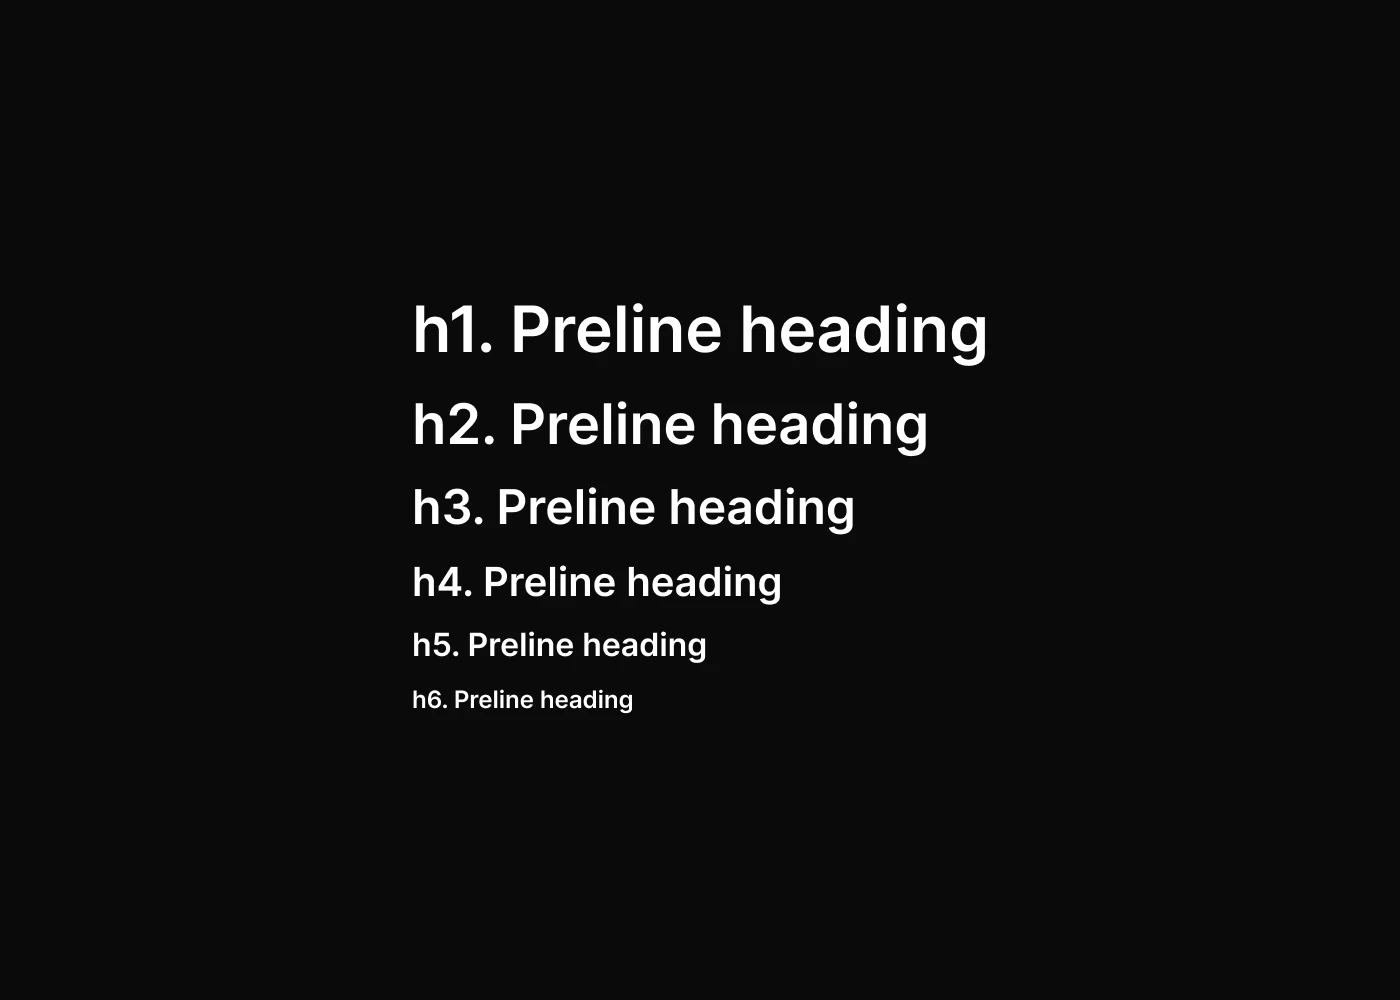 h1. Preline heading
h2. Preline heading
h3. Preline heading
h4. Preline heading
h5. Preline heading
h6. Preline heading